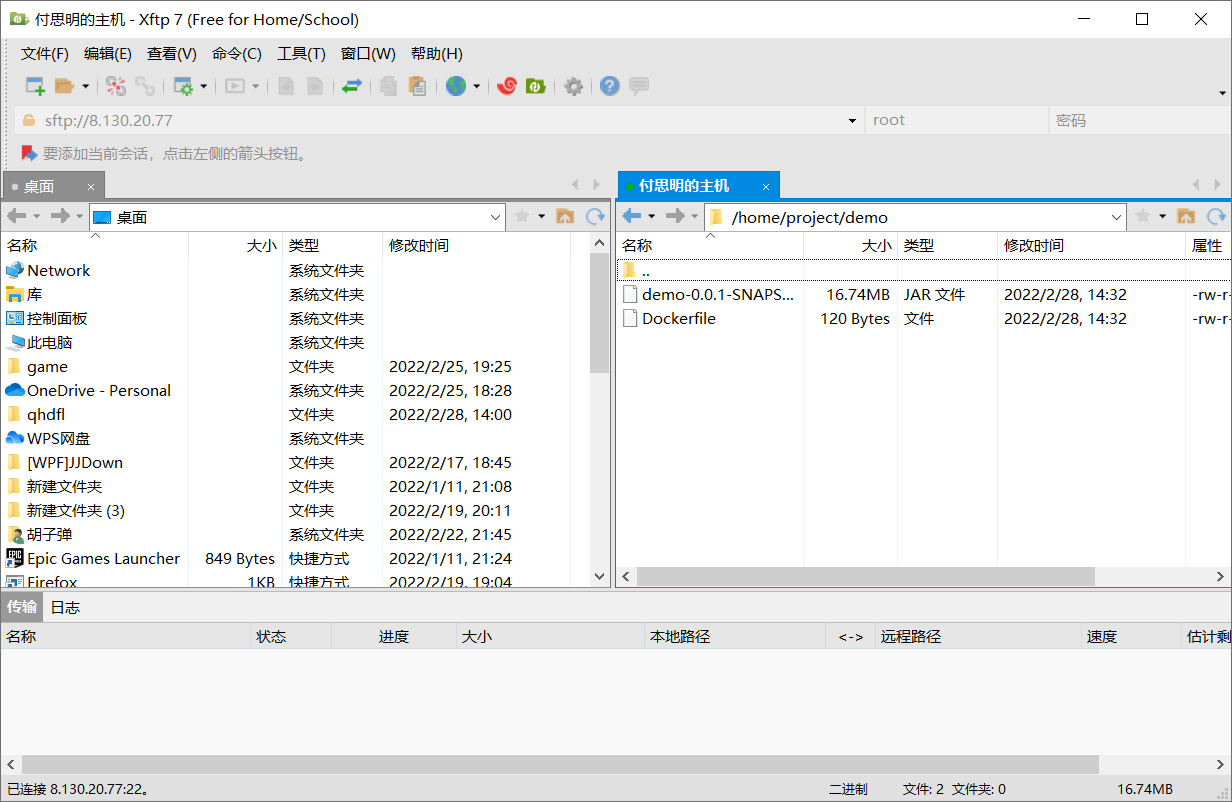 付思明的主机 - Xftp 7 (Free for Home/School)
文件(F) 编辑(E) 查看(V) 命令(C) 工具(T) 窗口(W) 帮助(H)
sftp://8.130.20.77 root 密码
要添加当前会话，点击左侧的箭头按钮。
桌面 付思明的主机
桌面 /home/project/demo
名称 大小 类型 修改时间 名称 大小 类型 修改时间 属性
Network 系统文件夹 ..
库 系统文件夹 demo-0.0.1-SNAPS... 16.74MB JAR 文件 2022/2/28, 14:32 -rw-r-
控制面板 系统文件夹 Dockerfile 120 Bytes 文件 2022/2/28, 14:32 -rw-r-
此电脑 系统文件夹
game 文件夹 2022/2/25, 19:25
OneDrive - Personal 系统文件夹 2022/2/25, 18:28
qhdfl 文件夹 2022/2/28, 14:00
WPS网盘 系统文件夹
[WPF]JJDown 文件夹 2022/2/17, 18:45
新建文件夹 文件夹 2022/1/11, 21:08
新建文件夹 (3) 文件夹 2022/2/19, 20:11
胡子弹 系统文件夹 2022/2/22, 21:45
Epic Games Launcher 849 Bytes 快捷方式 2022/1/11, 21:24
Firefox 1KB 快捷方式 2022/2/19, 19:04
传输 日志
名称 状态 进度 大小 本地路径 <-> 远程路径 速度 估计剩
已连接 8.130.20.77:22。 二进制 文件: 2 文件夹: 0 16.74MB